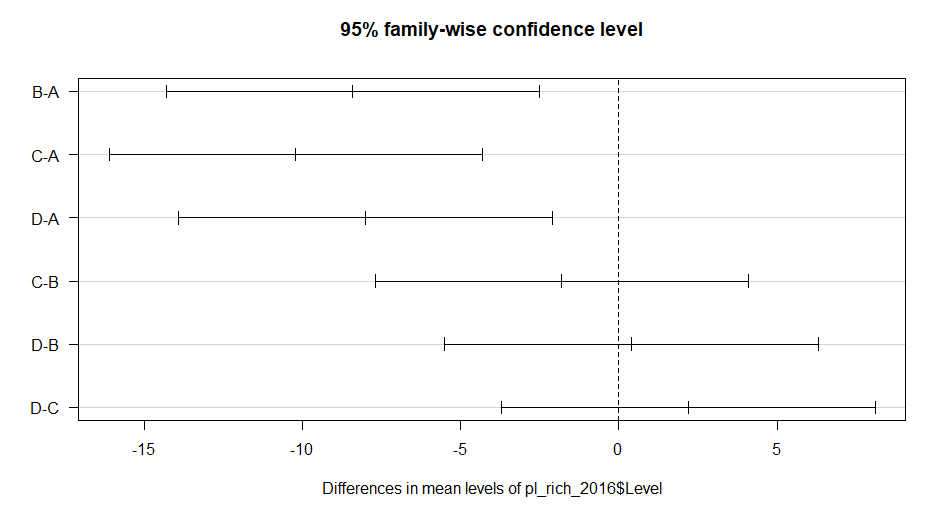 95% family-wise confidence level
B-A
C-A
D-A
C-B
D-B
D-C
-15 -10 -5 0 5
Differences in mean levels of pl_rich_2016$Level